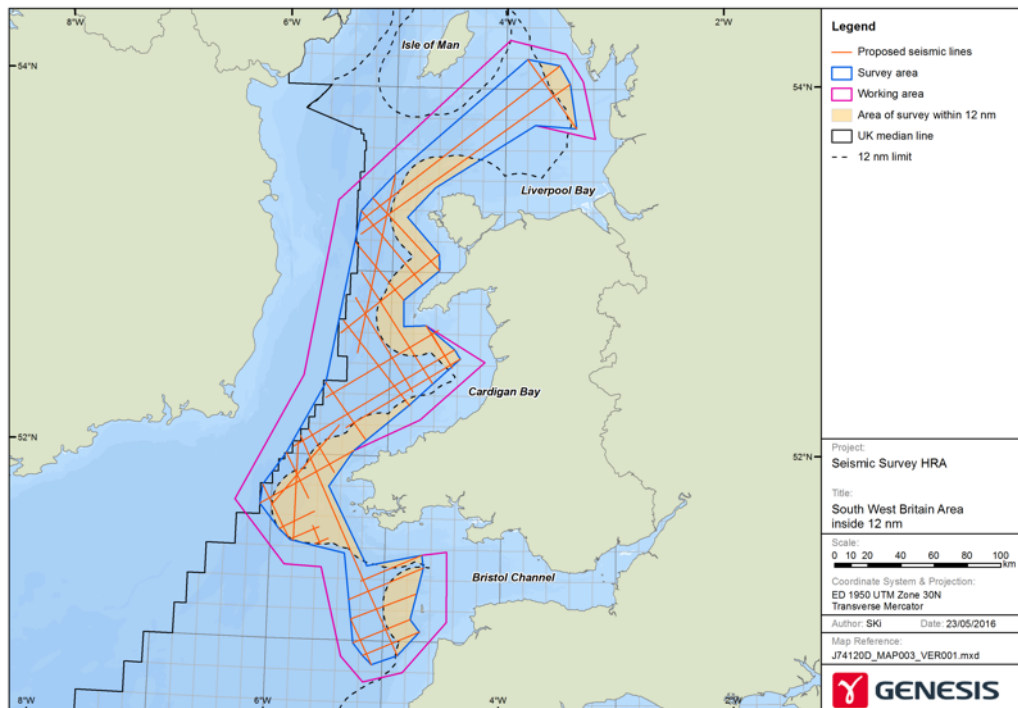 8°W
6°W
4°W
2°W
54°N
54°N
Isle of Man
Liverpool Bay
Cardigan Bay
52°N
52°N
Bristol Channel
8°W
6°W
4°W
2°W
Legend
Proposed seismic lines
Survey area
Working area
Area of survey within 12 nm
UK median line
12 nm limit
Project:
Seismic Survey HRA
Title:
South West Britain Area
inside 12 nm
Scale:
0 10 20 40 60 80 100
km
Coordinate System & Projection:
ED 1950 UTM Zone 30N
Transverse Mercator
Author: SKi Date: 23/05/2016
Map Reference:
J74120D_MAP003_VER001.mxd
GENESIS